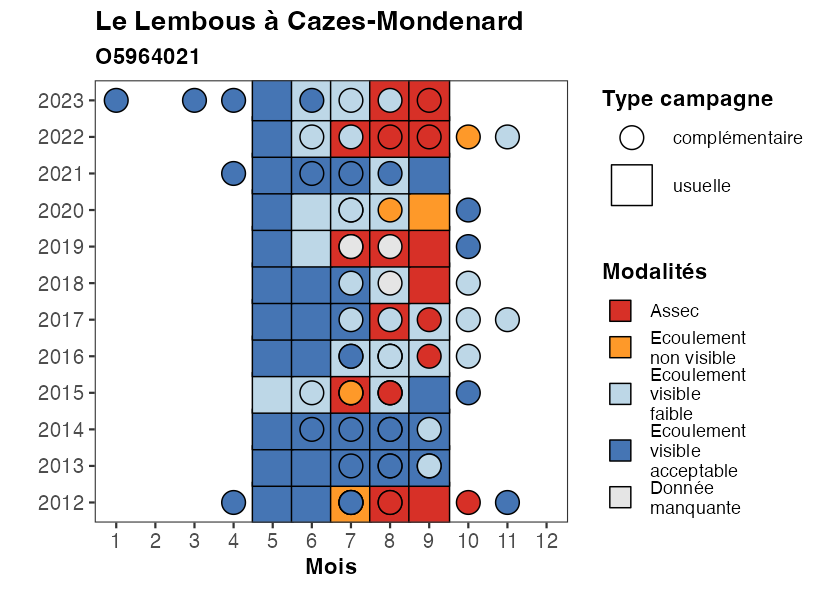 Le Lembous à Cazes-Mondenard
O5964021
2023
2022
2021
2020
2019
2018
2017
2016
2015
2014
2013
2012
1 2 3 4 5 6 7 8 9 10 11 12
Mois
Type campagne
complémentaire
usuelle
Modalités
Assec
Ecoulement
non visible
Ecoulement
visible
faible
Ecoulement
visible
acceptable
Donnée
manquante